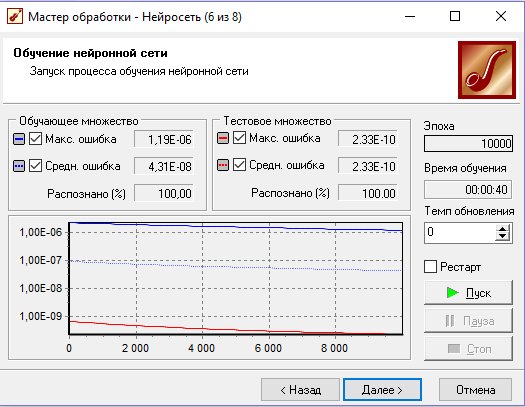 Мастер обработки - Нейросеть (6 из 8)
Обучение нейронной сети
Запуск процесса обучения нейронной сети
Обучающее множество
Макс. ошибка 1,19E-06
Средн. ошибка 4,31E-08
Распознано (%) 100,00
Тестовое множество
Макс. ошибка 2.33E-10
Средн. ошибка 2.33E-10
Распознано (%) 100.00
Эпоха
10000
Время обучения
00:00:40
Темп обновления
0
Рестарт
Пуск
Пауза
Стоп
1,00E-06
1,00E-07
1,00E-08
1,00E-09
0 2 000 4 000 6 000 8 000
< Назад Далее > Отмена